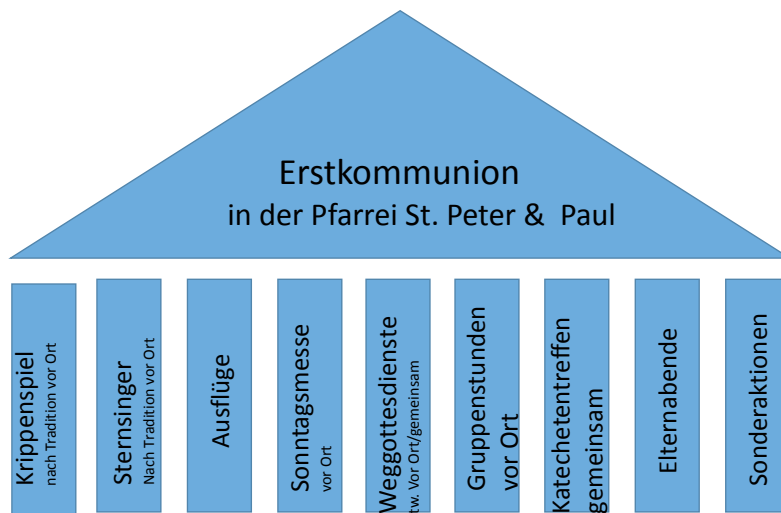 Erstkommunion
in der Pfarrei St. Peter & Paul
Krippenspiel
nach Tradition vor Ort
Sternsinger
Nach Tradition vor Ort
Ausflüge
Sonntagsmesse
vor Ort
Weggottesdienste
tw. Vor Ort/gemeinsam
Gruppenstunden
vor Ort
Katechetentreffen
gemeinsam
Elternabende
Sonderaktionen